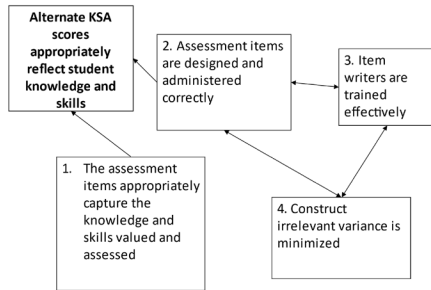 Alternate KSA
scores
appropriately
reflect student
knowledge and
skills
2. Assessment items
are designed and
administered
correctly
3. Item
writers are
trained
effectively
1. The assessment
items appropriately
capture the
knowledge and
skills valued and
assessed
4. Construct
irrelevant variance is
minimized